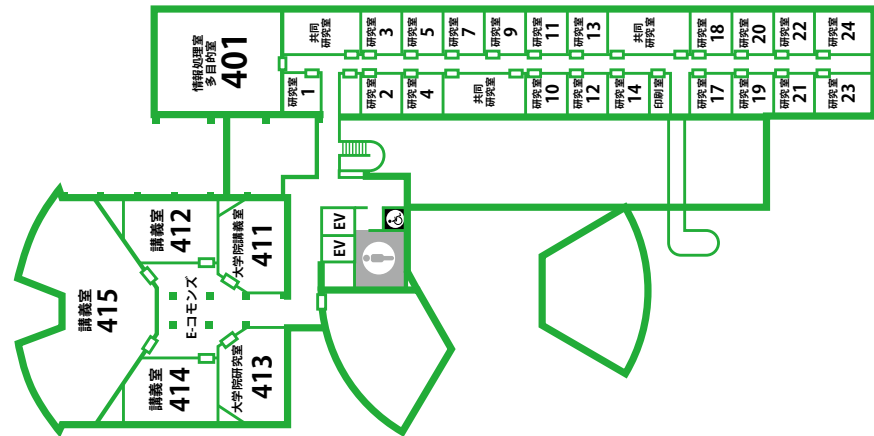 情報処理室
多目的室
401
共同
研究室
研究室
3
研究室
5
研究室
7
研究室
9
研究室
11
研究室
13
共同
研究室
研究室
18
研究室
20
研究室
22
研究室
24
研究室
1
研究室
2
研究室
4
共同
研究室
研究室
10
研究室
12
研究室
14
印刷室
研究室
17
研究室
19
研究室
21
研究室
23
講義室
412
大学院講義室
411
EV
EV
講義室
415
E-コモンズ
講義室
414
大学院研究室
413